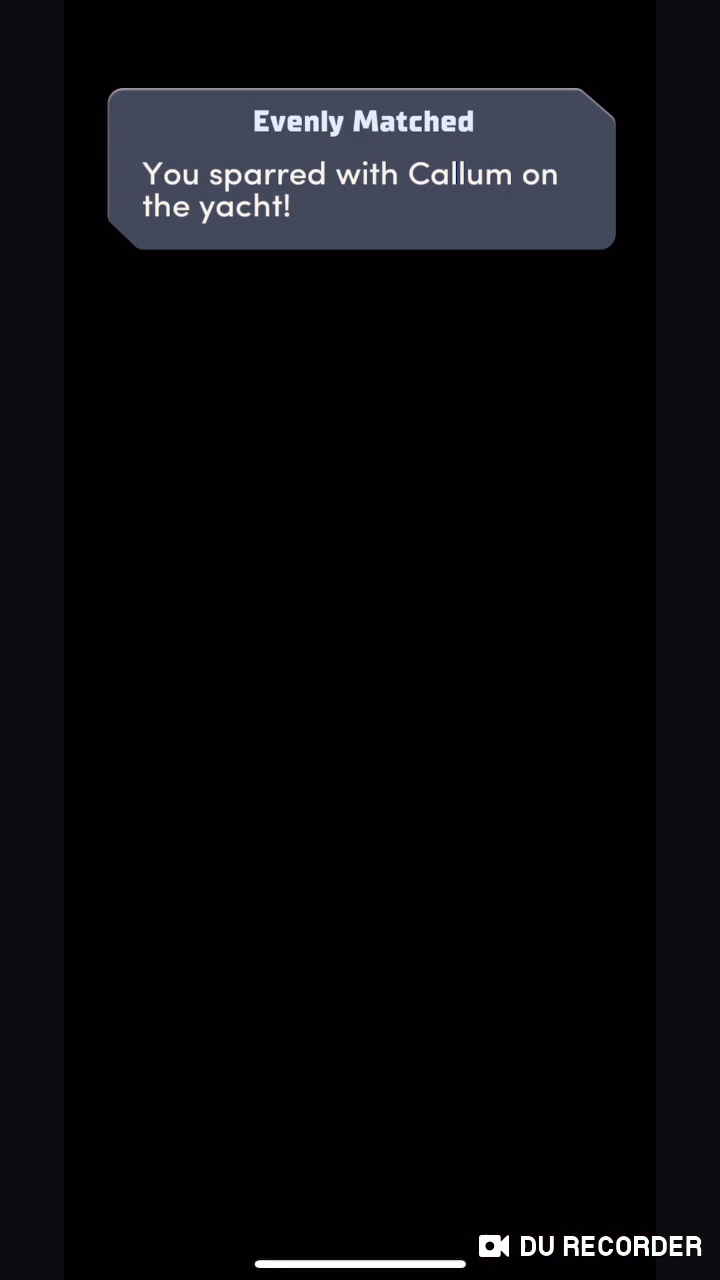 Evenly Matched
You sparred with Callum on
the yacht!
DU RECORDER